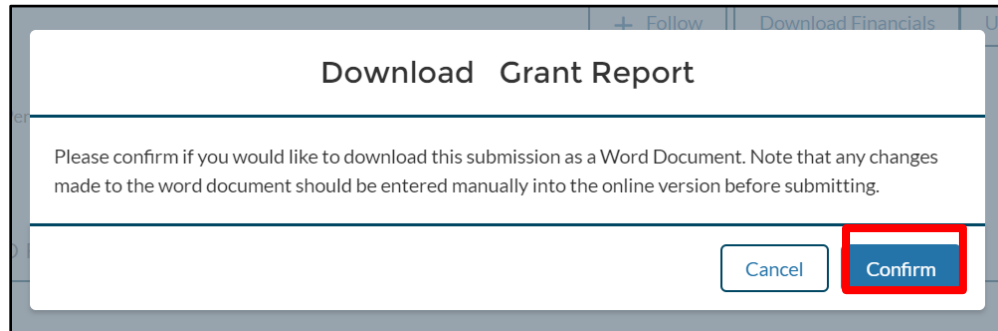 + Follow Download Financials U
Download Grant Report
Please confirm if you would like to download this submission as a Word Document. Note that any changes
made to the word document should be entered manually into the online version before submitting.
Cancel Confirm